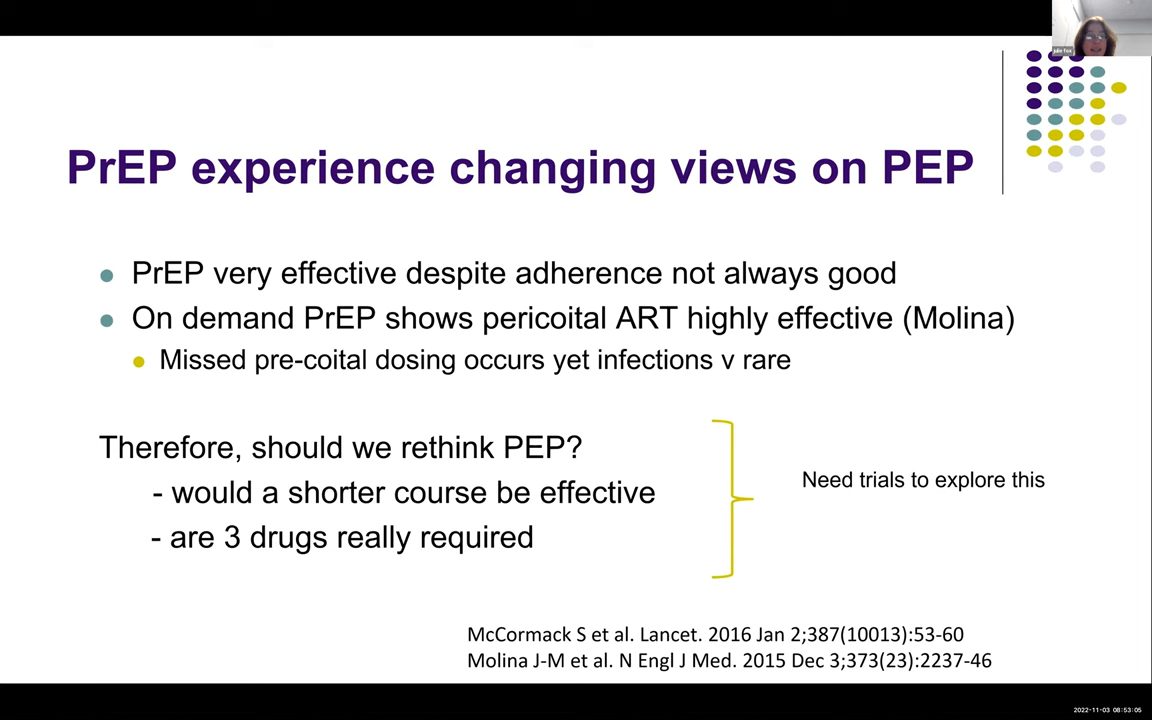 Julie Fox
PrEP experience changing views on PEP
PrEP very effective despite adherence not always good
On demand PrEP shows pericoital ART highly effective (Molina)
Missed pre-coital dosing occurs yet infections v rare
Therefore, should we rethink PEP?
- would a shorter course be effective
- are 3 drugs really required
Need trials to explore this
McCormack S et al. Lancet. 2016 Jan 2;387(10013):53-60
Molina J-M et al. N Engl J Med. 2015 Dec 3;373(23):2237-46
2022-11-03 08:53:05